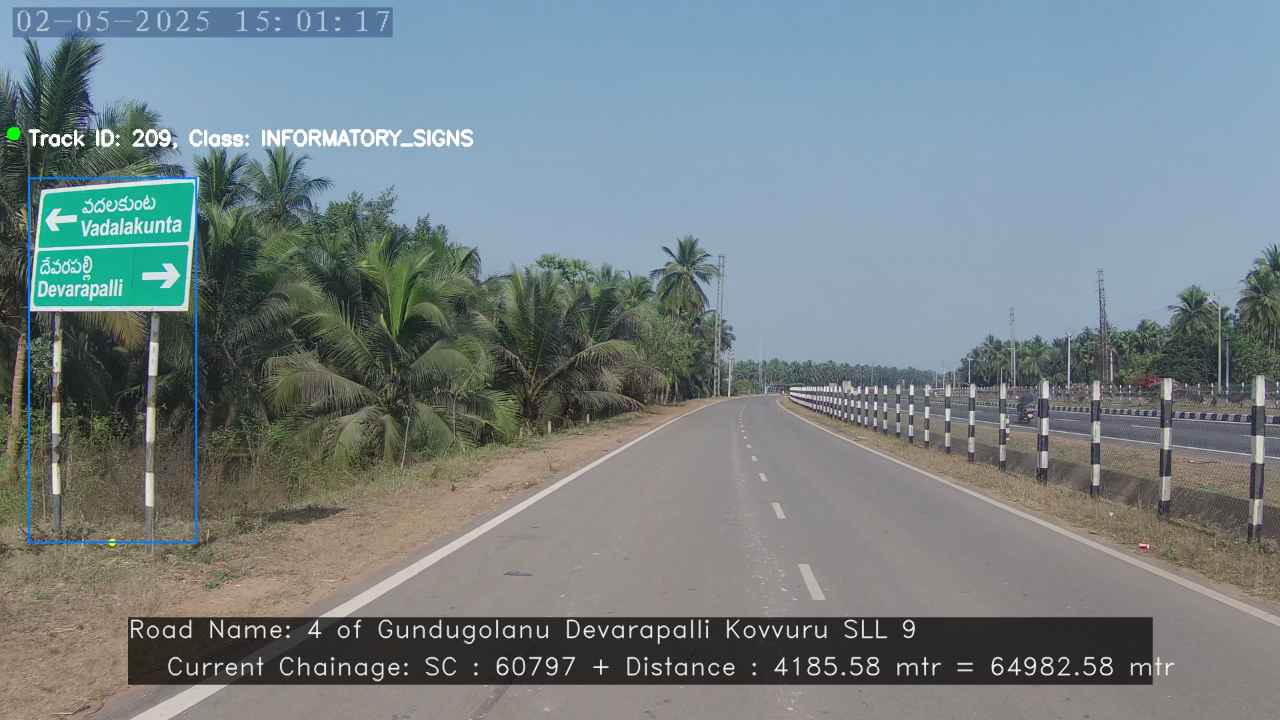 02-05-2025 15:01:17
Track ID: 209, Class: INFORMATORY_SIGNS
వదలకుంట
Vadalakunta
దేవరపల్లి
Devarapalli
Road Name: 4 of Gundugolanu Devarapalli Kovvuru SLL 9
Current Chainage: SC : 60797 + Distance : 4185.58 mtr = 64982.58 mtr